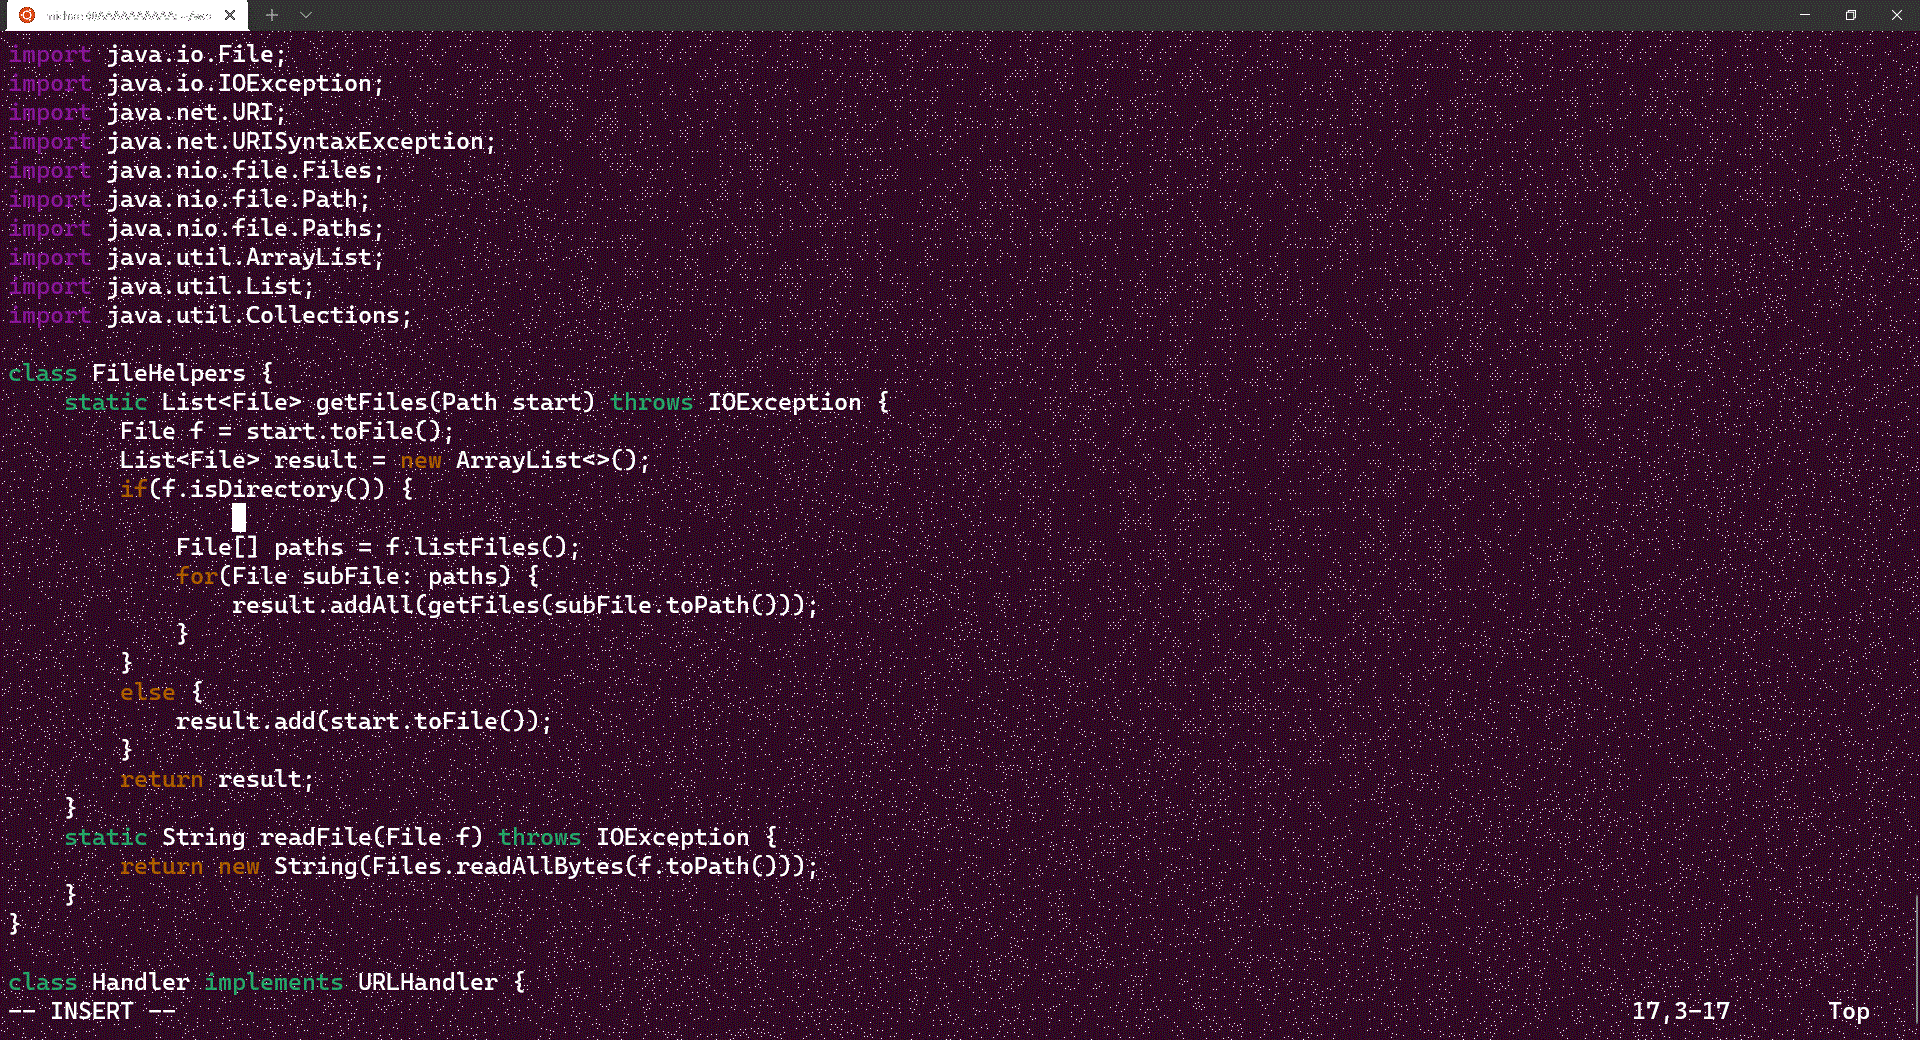 import java.io.File;
import java.io.IOException;
import java.net.URI;
import java.net.URISyntaxException;
import java.nio.file.Files;
import java.nio.file.Path;
import java.nio.file.Paths;
import java.util.ArrayList;
import java.util.List;
import java.util.Collections;
class FileHelpers {
    static List<File> getFiles(Path start) throws IOException {
        File f = start.toFile();
        List<File> result = new ArrayList<>();
        if(f.isDirectory()) {
            File[] paths = f.listFiles();
            for(File subFile: paths) {
                result.addAll(getFiles(subFile.toPath()));
            }
        }
        else {
            result.add(start.toFile());
        }
        return result;
    }
    static String readFile(File f) throws IOException {
        return new String(Files.readAllBytes(f.toPath()));
    }
}
class Handler implements URLHandler {
-- INSERT -- 17,3-17 Top